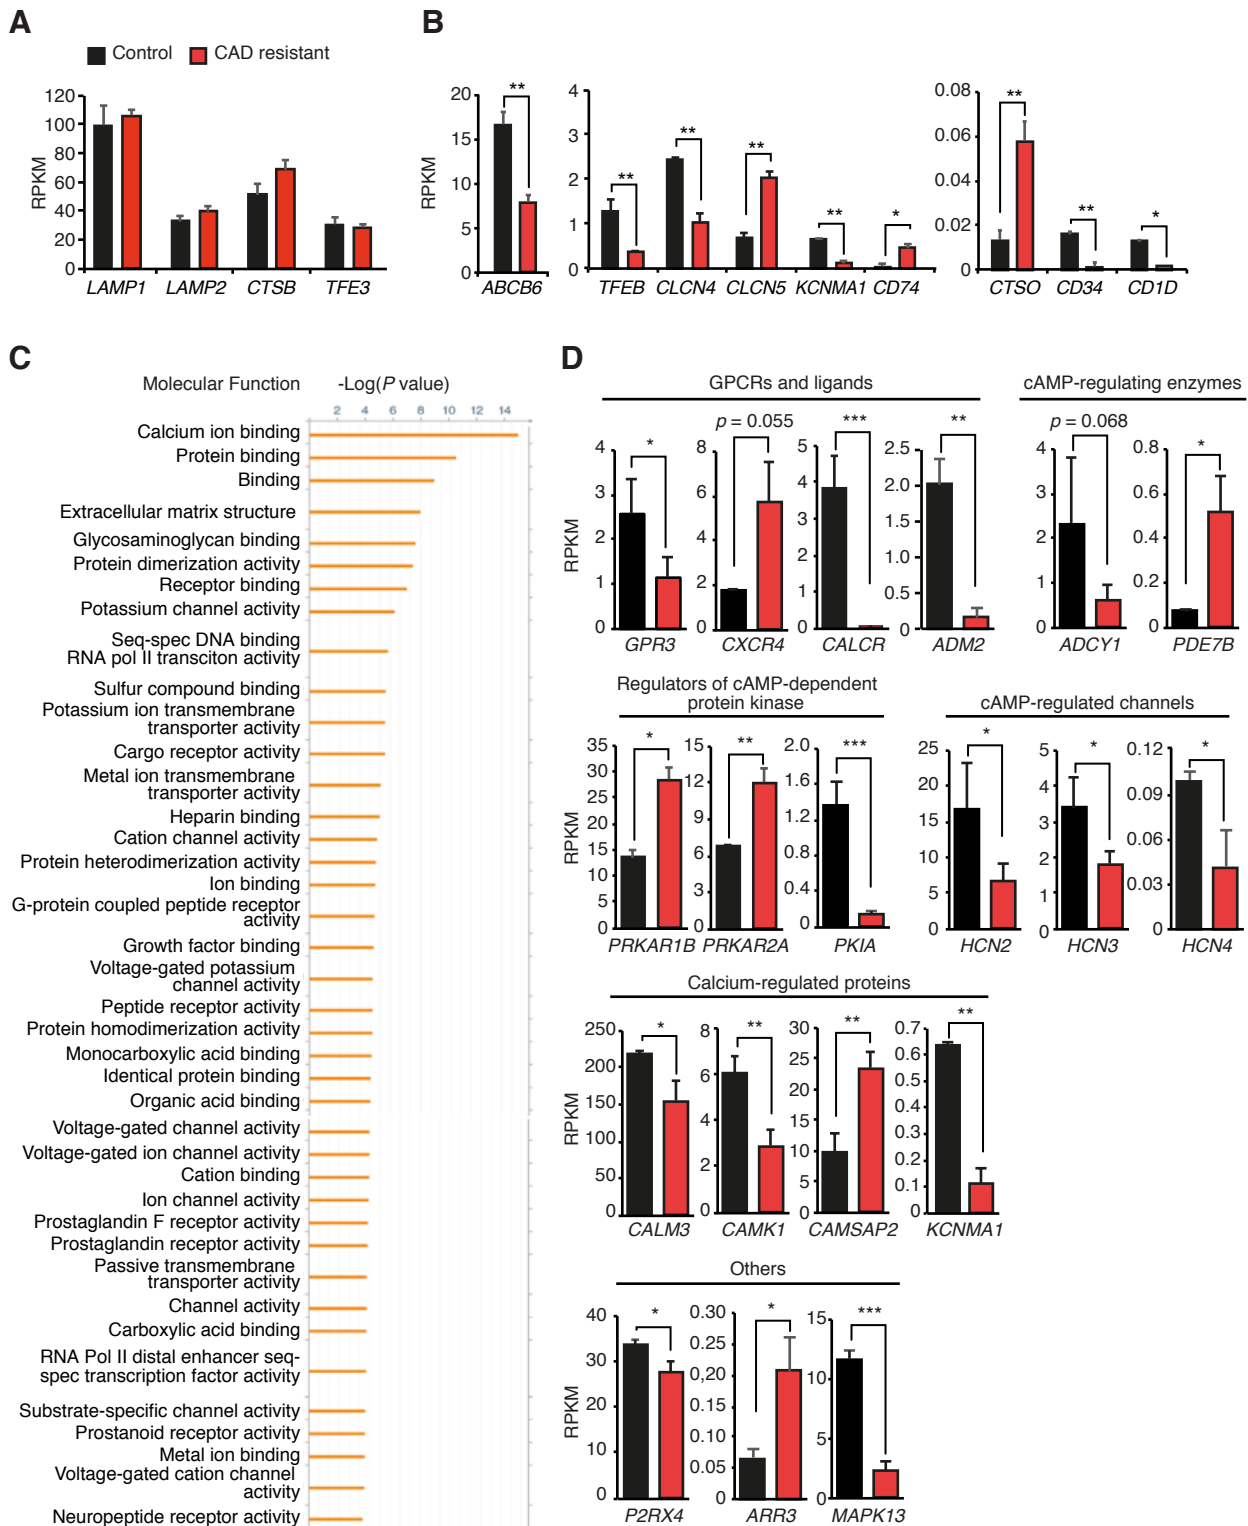 A
B
Control
CAD resistant
RPKM
120
100
80
60
40
20
0
LAMP1
LAMP2
CTSB
TFE3
RPKM
20
15
10
5
0
**
ABCB6
4
3
2
1
0
**
**
**
**
*
TFEB
CLCN4
CLCN5
KCNMA1
CD74
0.08
0.06
0.04
0.02
0
**
**
*
CTSO
CD34
CD1D
C
Molecular Function
-Log(P value)
2 4 6 8 10 12 14
Calcium ion binding
Protein binding
Binding
Extracellular matrix structure
Glycosaminoglycan binding
Protein dimerization activity
Receptor binding
Potassium channel activity
Seq-spec DNA binding
RNA pol II transciton activity
Sulfur compound binding
Potassium ion transmembrane
transporter activity
Cargo receptor activity
Metal ion transmembrane
transporter activity
Heparin binding
Cation channel activity
Protein heterodimerization activity
Ion binding
G-protein coupled peptide receptor
activity
Growth factor binding
Voltage-gated potassium
channel activity
Peptide receptor activity
Protein homodimerization activity
Monocarboxylic acid binding
Identical protein binding
Organic acid binding
Voltage-gated channel activity
Voltage-gated ion channel activity
Cation binding
Ion channel activity
Prostaglandin F receptor activity
Prostaglandin receptor activity
Passive transmembrane
transporter activity
Channel activity
Carboxylic acid binding
RNA Pol II distal enhancer seq-
spec transcription factor activity
Substrate-specific channel activity
Prostanoid receptor activity
Metal ion binding
Voltage-gated cation channel
activity
Neuropeptide receptor activity
D
GPCRs and ligands
RPKM
4
3
2
1
0
*
GPR3
p = 0.055
8
6
4
2
0
CXCR4
***
5
4
3
2
1
0
CALCR
**
2.5
2.0
1.5
1.0
0.5
0
ADM2
cAMP-regulating enzymes
p = 0.068
4
3
2
1
0
ADCY1
*
0.8
0.6
0.4
0.2
0
PDE7B
Regulators of cAMP-dependent
protein kinase
RPKM
35
30
25
20
15
10
5
0
*
PRKAR1B
15
12
9
6
3
0
**
PRKAR2A
2.0
1.6
1.2
0.8
0.4
0
***
PKIA
cAMP-regulated channels
25
20
15
10
5
0
*
HCN2
5
4
3
2
1
0
*
HCN3
0.12
0.09
0.06
0.03
0
*
HCN4
Calcium-regulated proteins
RPKM
250
200
150
100
50
0
*
CALM3
8
6
4
2
0
**
CAMK1
30
25
20
15
10
5
0
**
CAMSAP2
0.7
0.6
0.5
0.4
0.3
0.2
0.1
0
**
KCNMA1
Others
RPKM
40
30
20
10
0
*
P2RX4
0.30
0.25
0,20
0.15
0.10
0.05
0
*
ARR3
15
10
5
0
***
MAPK13